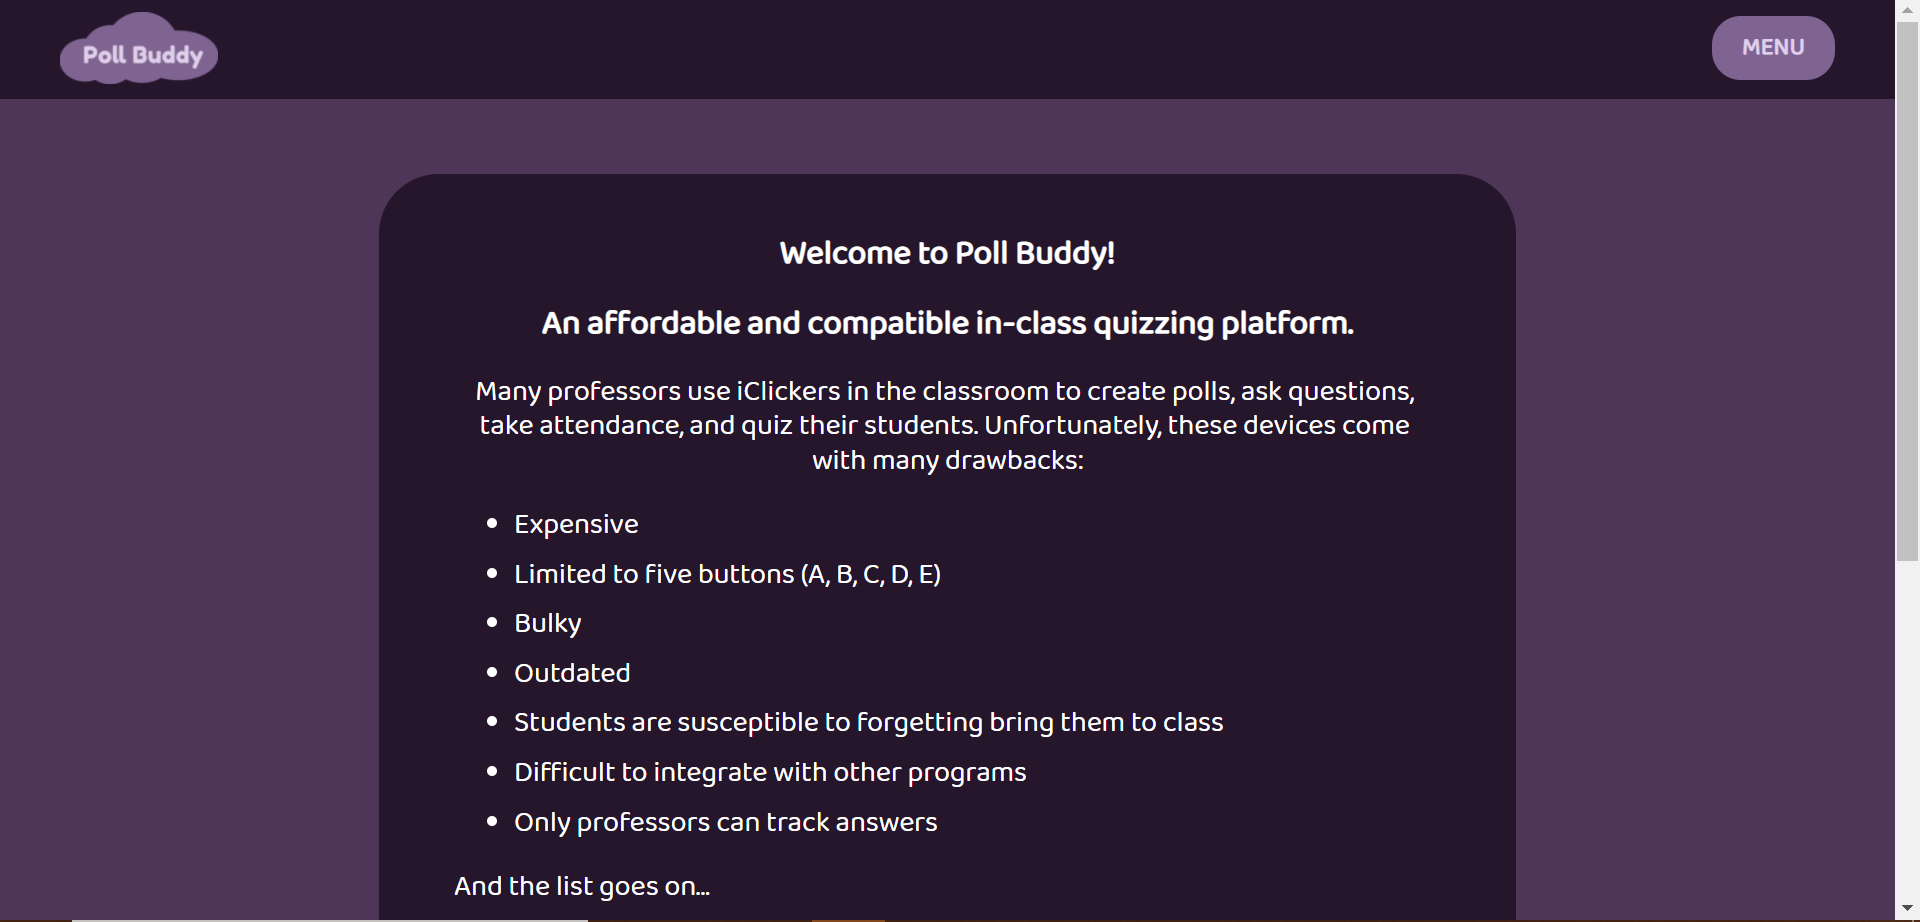 Poll Buddy
MENU
Welcome to Poll Buddy!
An affordable and compatible in-class quizzing platform.
Many professors use iClickers in the classroom to create polls, ask questions,
take attendance, and quiz their students. Unfortunately, these devices come
with many drawbacks:
Expensive
Limited to five buttons (A, B, C, D, E)
Bulky
Outdated
Students are susceptible to forgetting bring them to class
Difficult to integrate with other programs
Only professors can track answers
And the list goes on...